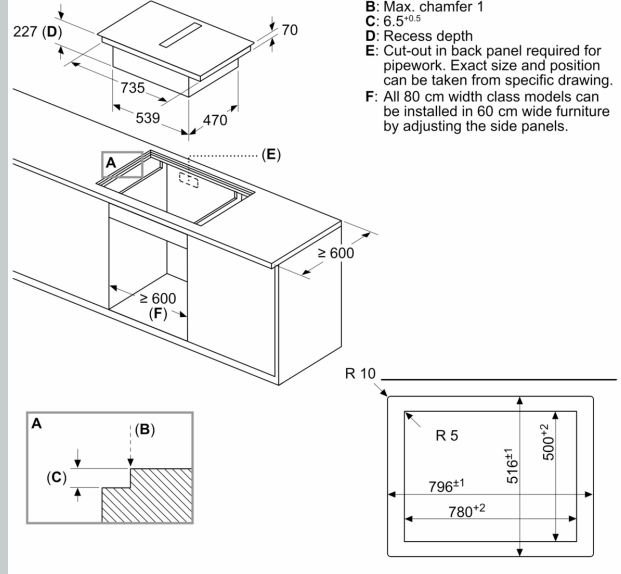 B: Max. chamfer 1
C: 6.5+0.5
D: Recess depth
E: Cut-out in back panel required for
pipework. Exact size and position
can be taken from specific drawing.
F: All 80 cm width class models can
be installed in 60 cm wide furniture
by adjusting the side panels.
227 (D)
70
735
539
470
A
(E)
≥ 600
≥ 600
(F)
R 10
A
(B)
(C)
R 5
516±1
500+2
796±1
780+2